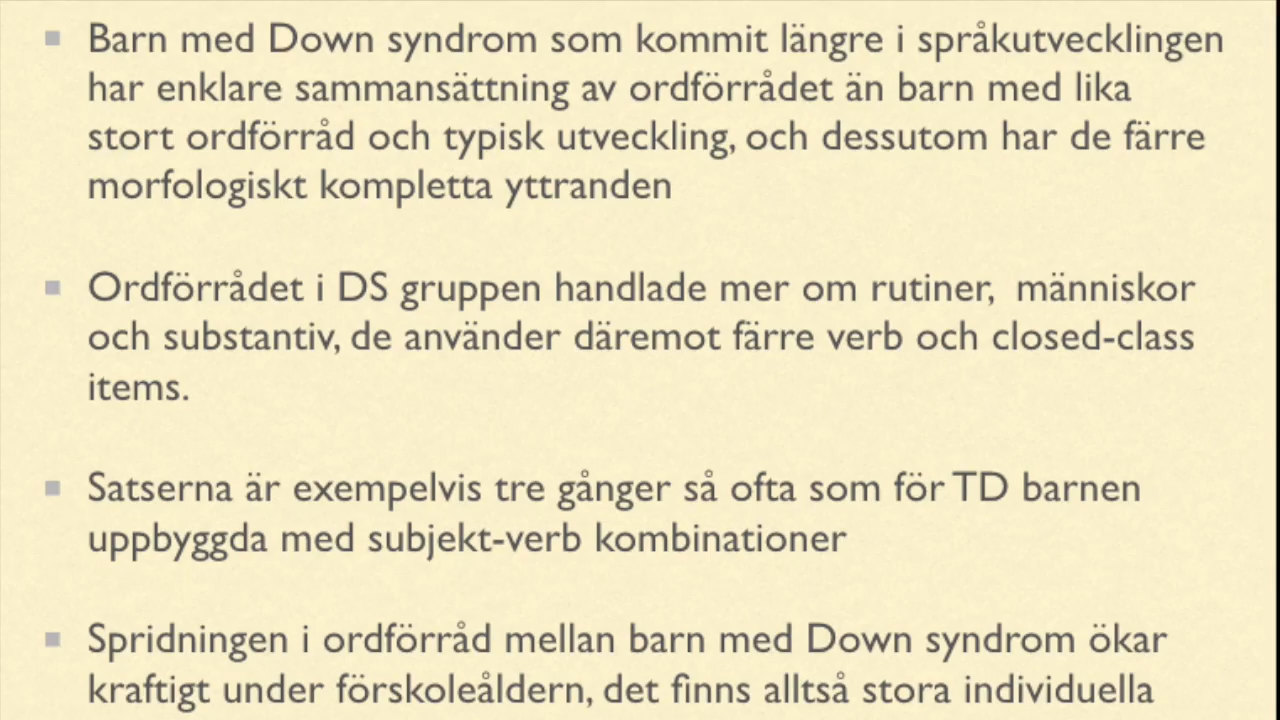 Barn med Down syndrom som kommit längre i språkutvecklingen
har enklare sammansättning av ordförrådet än barn med lika
stort ordförråd och typisk utveckling, och dessutom har de färre
morfologiskt kompletta yttranden
Ordförrådet i DS gruppen handlade mer om rutiner, människor
och substantiv, de använder däremot färre verb och closed-class
items.
Satserna är exempelvis tre gånger så ofta som för TD barnen
uppbyggda med subjekt-verb kombinationer
Spridningen i ordförråd mellan barn med Down syndrom ökar
kraftigt under förskoleåldern, det finns alltså stora individuella